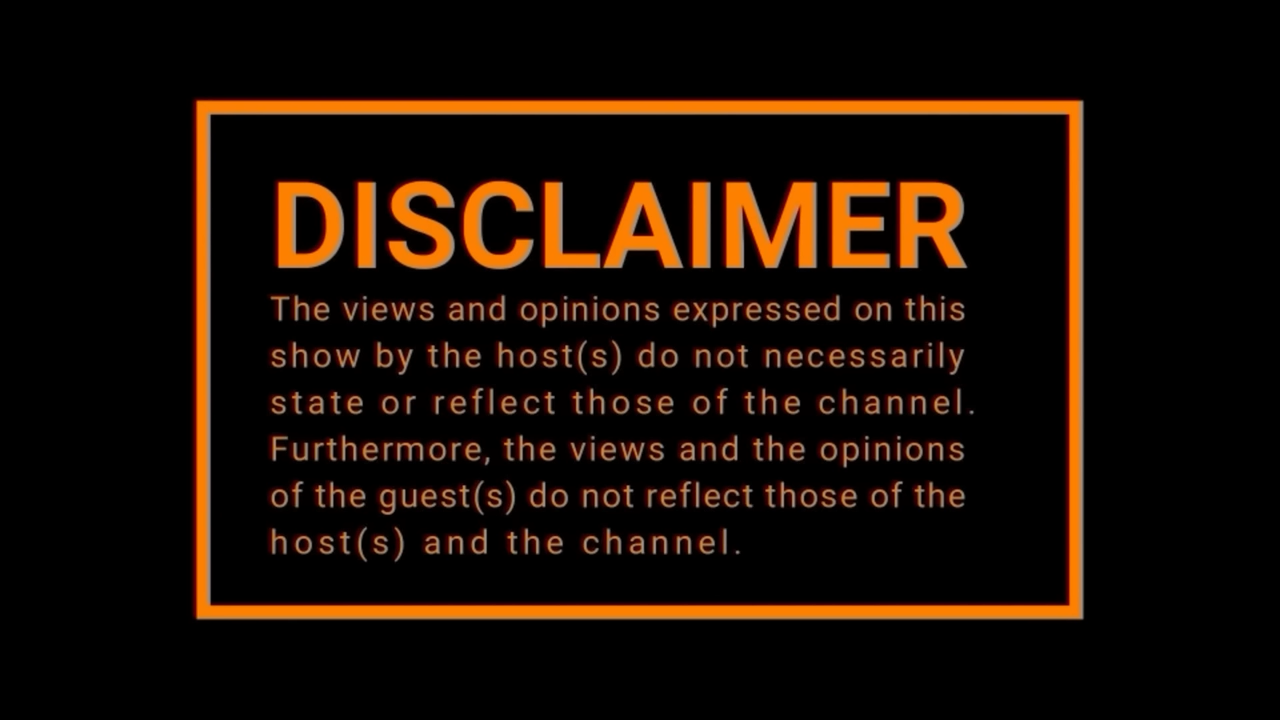 DISCLAIMER
The views and opinions expressed on this
show by the host(s) do not necessarily
state or reflect those of the channel.
Furthermore, the views and the opinions
of the guest(s) do not reflect those of the
host(s) and the channel.